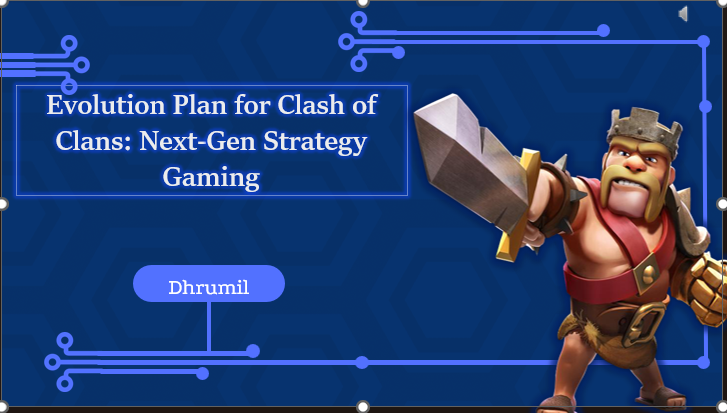 Evolution Plan for Clash of
Clans: Next-Gen Strategy
Gaming
Dhrumil